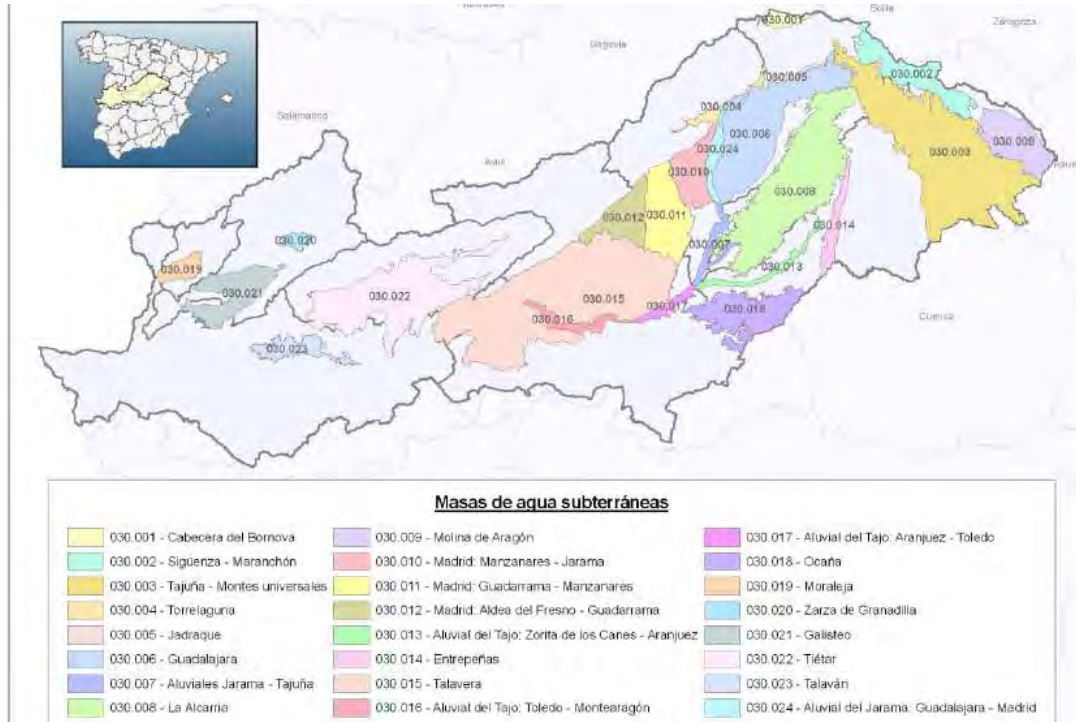 Soria
Zaragoza
Segovia
Salamanca
Avila
Cuenca
030.001
030.002
030.005
030.004
030.006
030.024
030.003
030.009
030.010
030.008
030.012
030.011
030.014
030.007
030.013
030.020
030.019
030.021
030.022
030.015
030.017
030.018
030.016
030.023
Masas de agua subterráneas
030.001 - Cabecera del Bornova
030.002 - Sigüenza - Maranchón
030.003 - Tajuña - Montes universales
030.004 - Torrelaguna
030.005 - Jadraque
030.006 - Guadalajara
030.007 - Aluviales Jarama - Tajuña
030.008 - La Alcarria
030.009 - Molina de Aragón
030.010 - Madrid: Manzanares - Jarama
030.011 - Madrid: Guadarrama - Manzanares
030.012 - Madrid: Aldea del Fresno - Guadarrama
030.013 - Aluvial del Tajo: Zorita de los Canes - Aranjuez
030.014 - Entrepeñas
030.015 - Talavera
030.016 - Aluvial del Tajo: Toledo - Montearagón
030.017 - Aluvial del Tajo: Aranjuez - Toledo
030.018 - Ocaña
030.019 - Moraleja
030.020 - Zarza de Granadilla
030.021 - Galisteo
030.022 - Tiétar
030.023 - Talaván
030.024 - Aluvial del Jarama: Guadalajara - Madrid